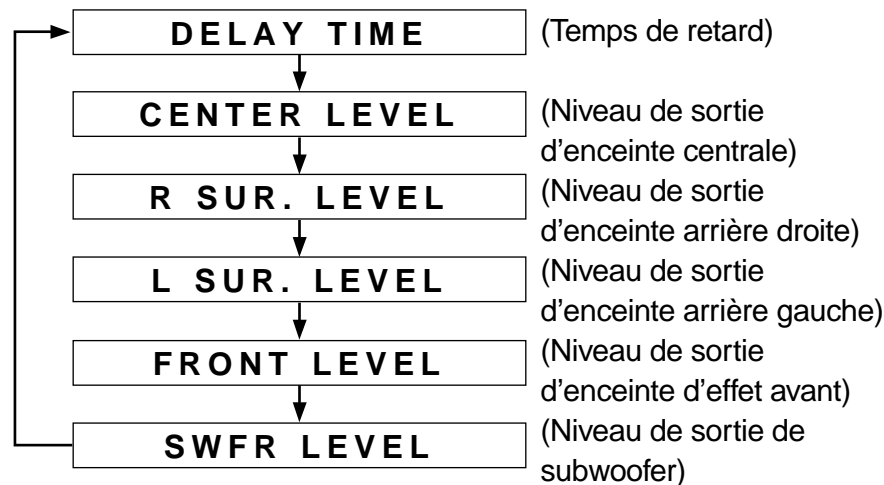 DELAY TIME (Temps de retard)
CENTER LEVEL (Niveau de sortie
d’enceinte centrale)
R SUR. LEVEL (Niveau de sortie
d’enceinte arrière droite)
L SUR. LEVEL (Niveau de sortie
d’enceinte arrière gauche)
FRONT LEVEL (Niveau de sortie
d’enceinte d’effet avant)
SWFR LEVEL (Niveau de sortie de
subwoofer)